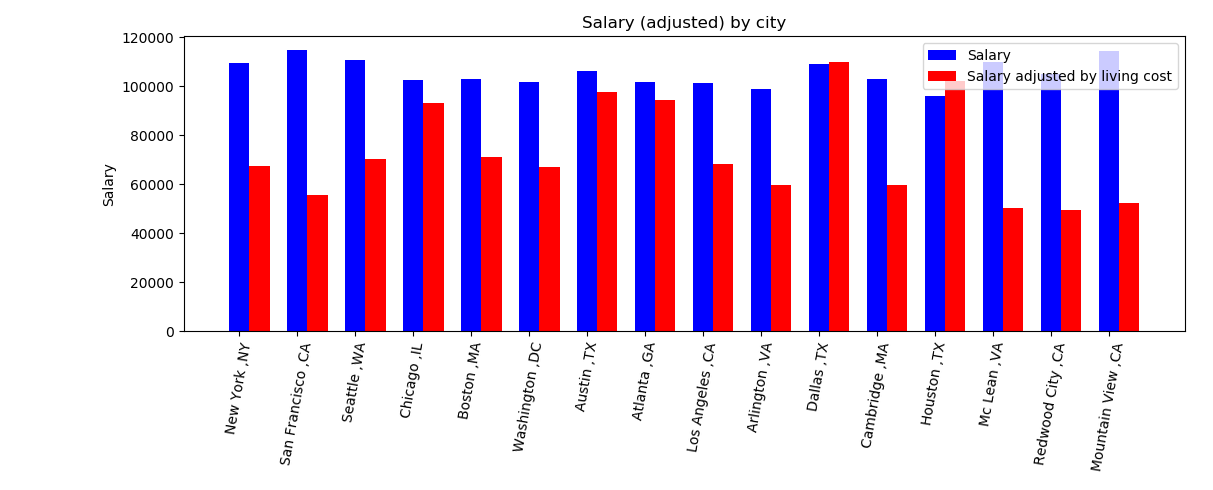 Salary (adjusted) by city
Salary
Salary adjusted by living cost
120000
100000
80000
60000
40000
20000
0
Salary
New York ,NY
San Francisco ,CA
Seattle ,WA
Chicago ,IL
Boston ,MA
Washington ,DC
Austin ,TX
Atlanta ,GA
Los Angeles ,CA
Arlington ,VA
Dallas ,TX
Cambridge ,MA
Houston ,TX
Mc Lean ,VA
Redwood City ,CA
Mountain View ,CA